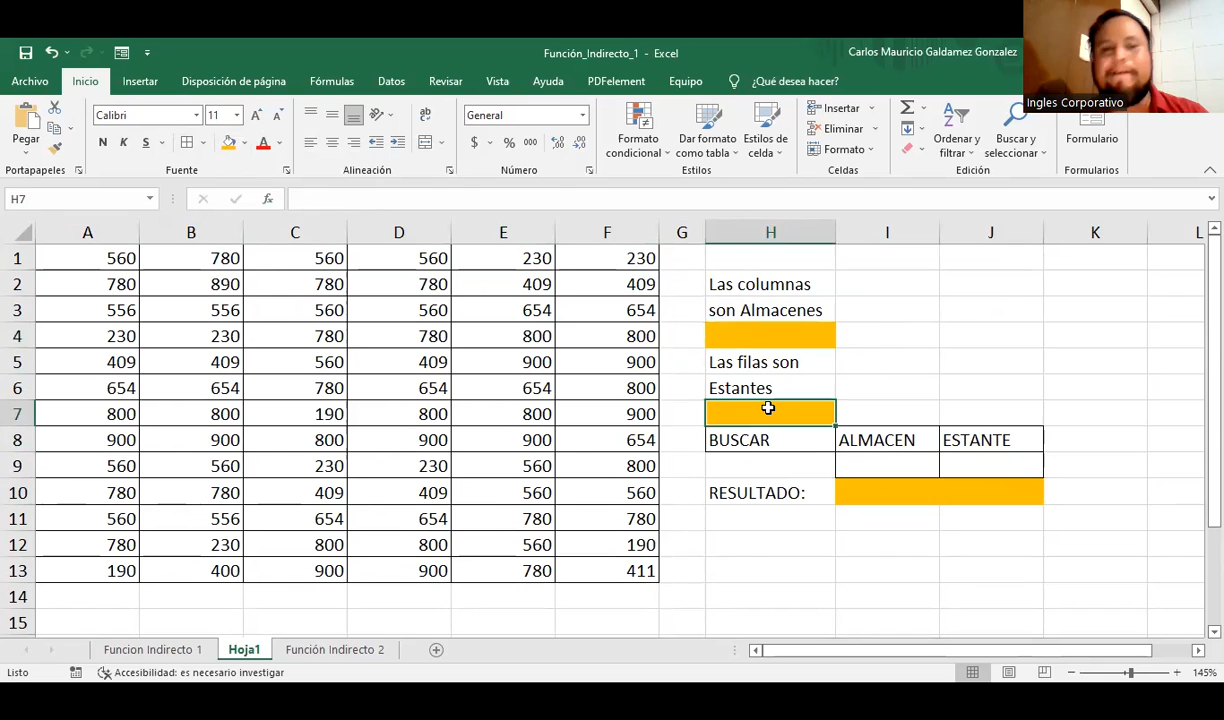 Función_Indirecto_1 - Excel
Carlos Mauricio Galdamez Gonzalez
Ingles Corporativo
Archivo Inicio Insertar Disposición de página Fórmulas Datos Revisar Vista Ayuda PDFelement Equipo ¿Qué desea hacer?
Pegar
Calibri 11
N K S
General
$ % 000
Formato condicional
Dar formato como tabla
Estilos de celda
Insertar
Eliminar
Formato
Ordenar y filtrar
Buscar y seleccionar
Formulario
Portapapeles Fuente Alineación Número Estilos Celdas Edición Formularios
H7 fx
A B C D E F G H I J K L
1 560 780 560 560 230 230
2 780 890 780 780 409 409 Las columnas
3 556 556 560 560 654 654 son Almacenes
4 230 230 780 780 800 800
5 409 409 560 409 900 900 Las filas son
6 654 654 780 654 654 800 Estantes
7 800 800 190 800 800 900
8 900 900 800 900 900 654 BUSCAR ALMACEN ESTANTE
9 560 560 230 230 560 800
10 780 780 409 409 560 560 RESULTADO:
11 560 556 654 654 780 780
12 780 230 800 800 560 190
13 190 400 900 900 780 411
14
15
Funcion Indirecto 1 Hoja1 Función Indirecto 2
Listo Accesibilidad: es necesario investigar 145%